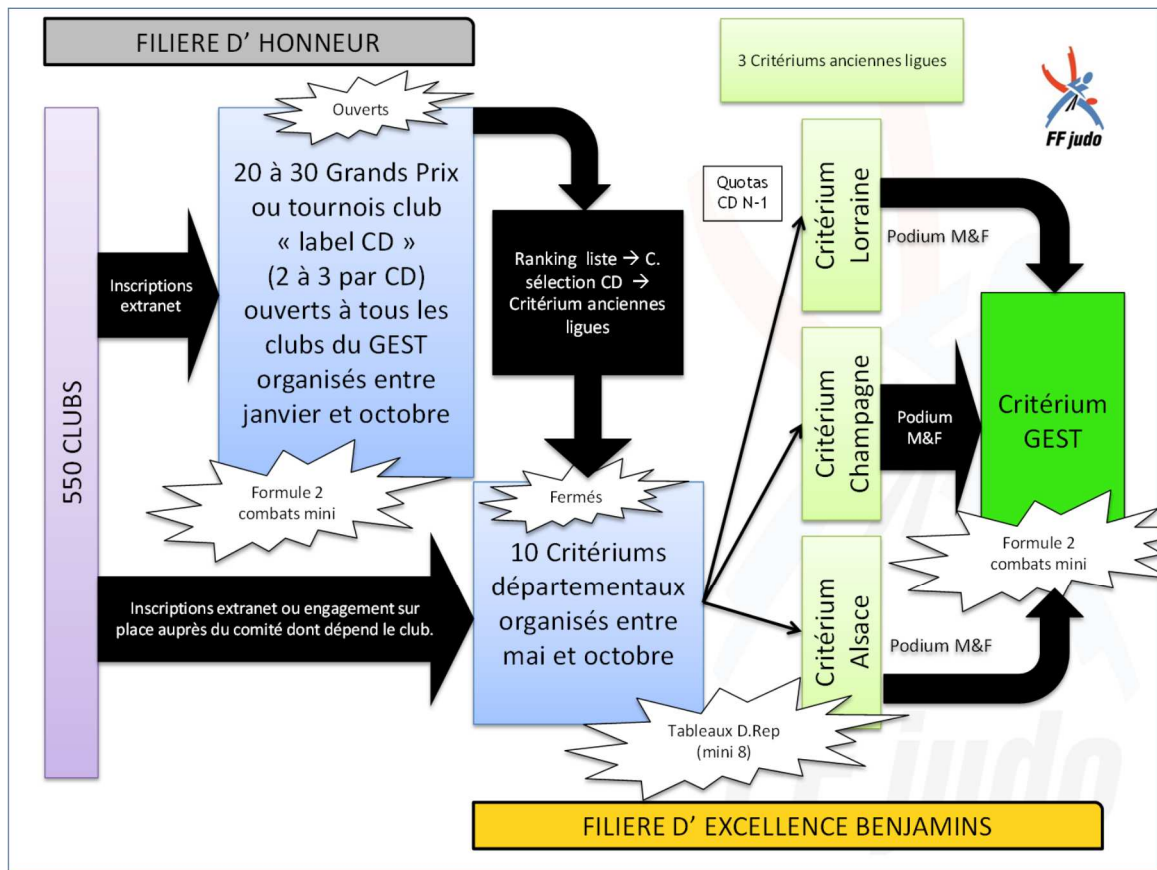 FILIERE D' HONNEUR
3 Critériums anciennes ligues
FF judo
550 CLUBS
Inscriptions
extranet
Ouverts
20 à 30 Grands Prix
ou tournois club
« label CD »
(2 à 3 par CD)
ouverts à tous les
clubs du GEST
organisés entre
janvier et octobre
Formule 2
combats mini
Ranking liste → C.
sélection CD →
Critérium anciennes
ligues
Quotas
CD N-1
Critérium
Lorraine
Podium M&F
Critérium
Champagne
Podium
M&F
Critérium
GEST
Formule 2
combats mini
Inscriptions extranet ou engagement sur
place auprès du comité dont dépend le club.
Fermés
10 Critériums
départementaux
organisés entre
mai et octobre
Critérium
Alsace
Podium M&F
Tableaux D.Rep
(mini 8)
FF judo
FILIERE D' EXCELLENCE BENJAMINS